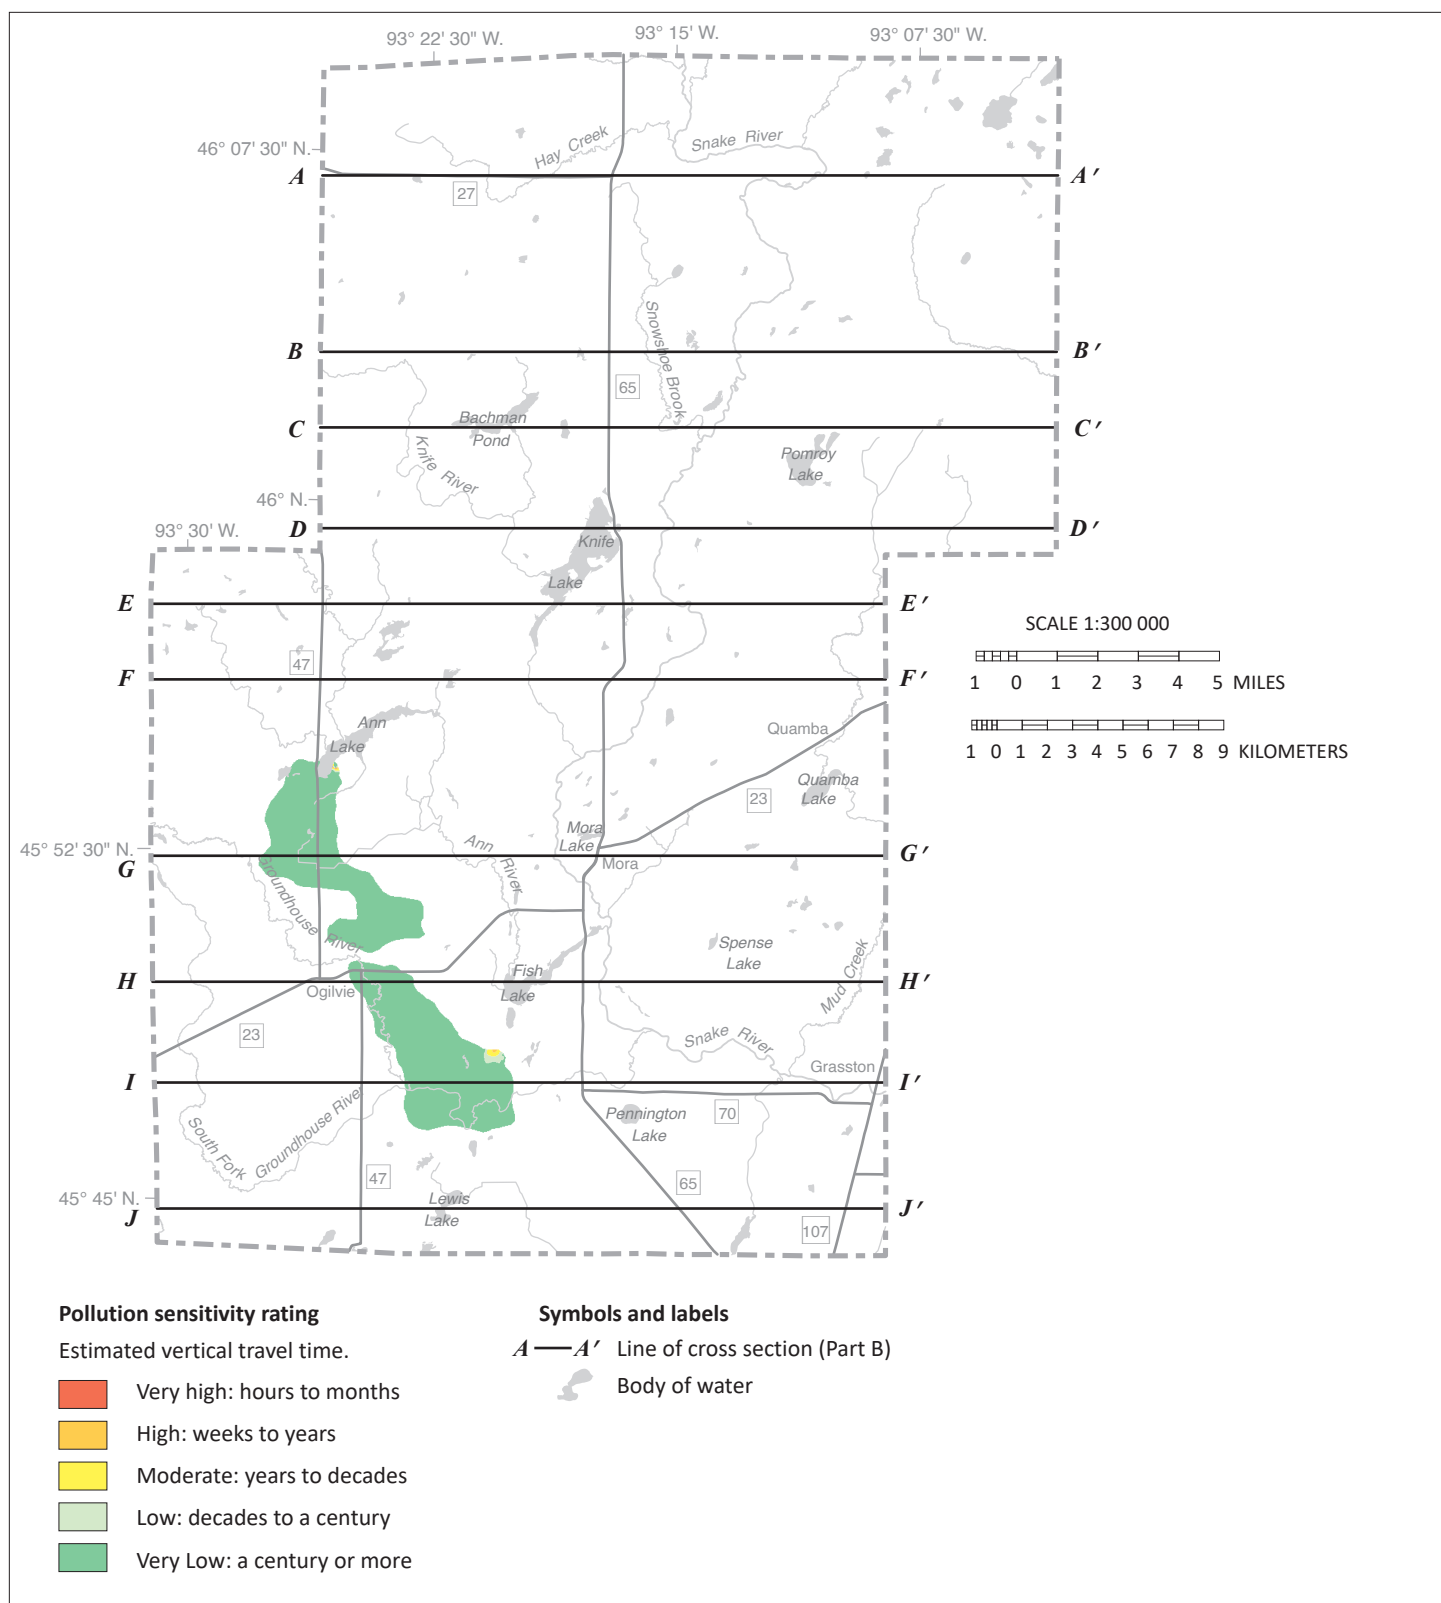 93° 22' 30" W.
93° 15' W.
93° 07' 30" W.
46° 07' 30" N.
Hay Creek
Snake River
A
A'
27
Snowshoe Brook
B
B'
65
Bachman
Pond
C
C'
Knife River
Pomroy
Lake
46° N.
D
D'
93° 30' W.
Knife
Lake
E
E'
SCALE 1:300 000
47
F
F'
1 0 1 2 3 4 5 MILES
Ann
Lake
Quamba
1 0 1 2 3 4 5 6 7 8 9 KILOMETERS
Quamba
Lake
23
Mora
Lake
Ann River
45° 52' 30" N.
G
G'
Mora
Groundhouse River
Spense
Lake
Mud Creek
H
H'
Fish
Lake
Ogilvie
23
Snake River
Grasston
I
I'
South Fork Groundhouse River
Pennington
Lake
70
47
65
45° 45' N.
Lewis
Lake
J
J'
107
Pollution sensitivity rating
Estimated vertical travel time.
Very high: hours to months
High: weeks to years
Moderate: years to decades
Low: decades to a century
Very Low: a century or more
Symbols and labels
A A' Line of cross section (Part B)
Body of water